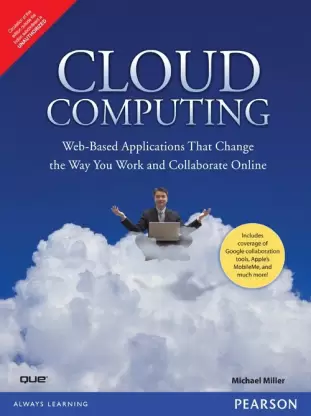 UNAUTHORIZED
CLOUD
COMPUTING
Web-Based Applications That Change
the Way You Work and Collaborate Online
Includes
coverage of
Google collaboration
tools, Apple's
MobileMe, and
much more!
QUE®
Michael Miller
ALWAYS LEARNING
PEARSON